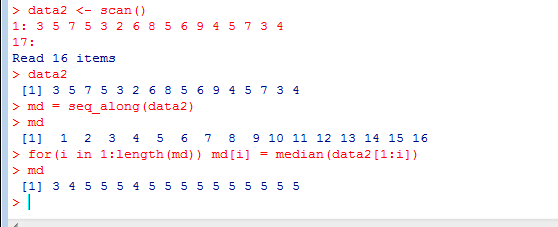 > data2 <- scan()
1: 3 5 7 5 3 2 6 8 5 6 9 4 5 7 3 4
17:
Read 16 items
> data2
[1] 3 5 7 5 3 2 6 8 5 6 9 4 5 7 3 4
> md = seq_along(data2)
> md
[1] 1 2 3 4 5 6 7 8 9 10 11 12 13 14 15 16
> for(i in 1:length(md)) md[i] = median(data2[1:i])
> md
[1] 3 4 5 5 5 4 5 5 5 5 5 5 5 5 5 5
>